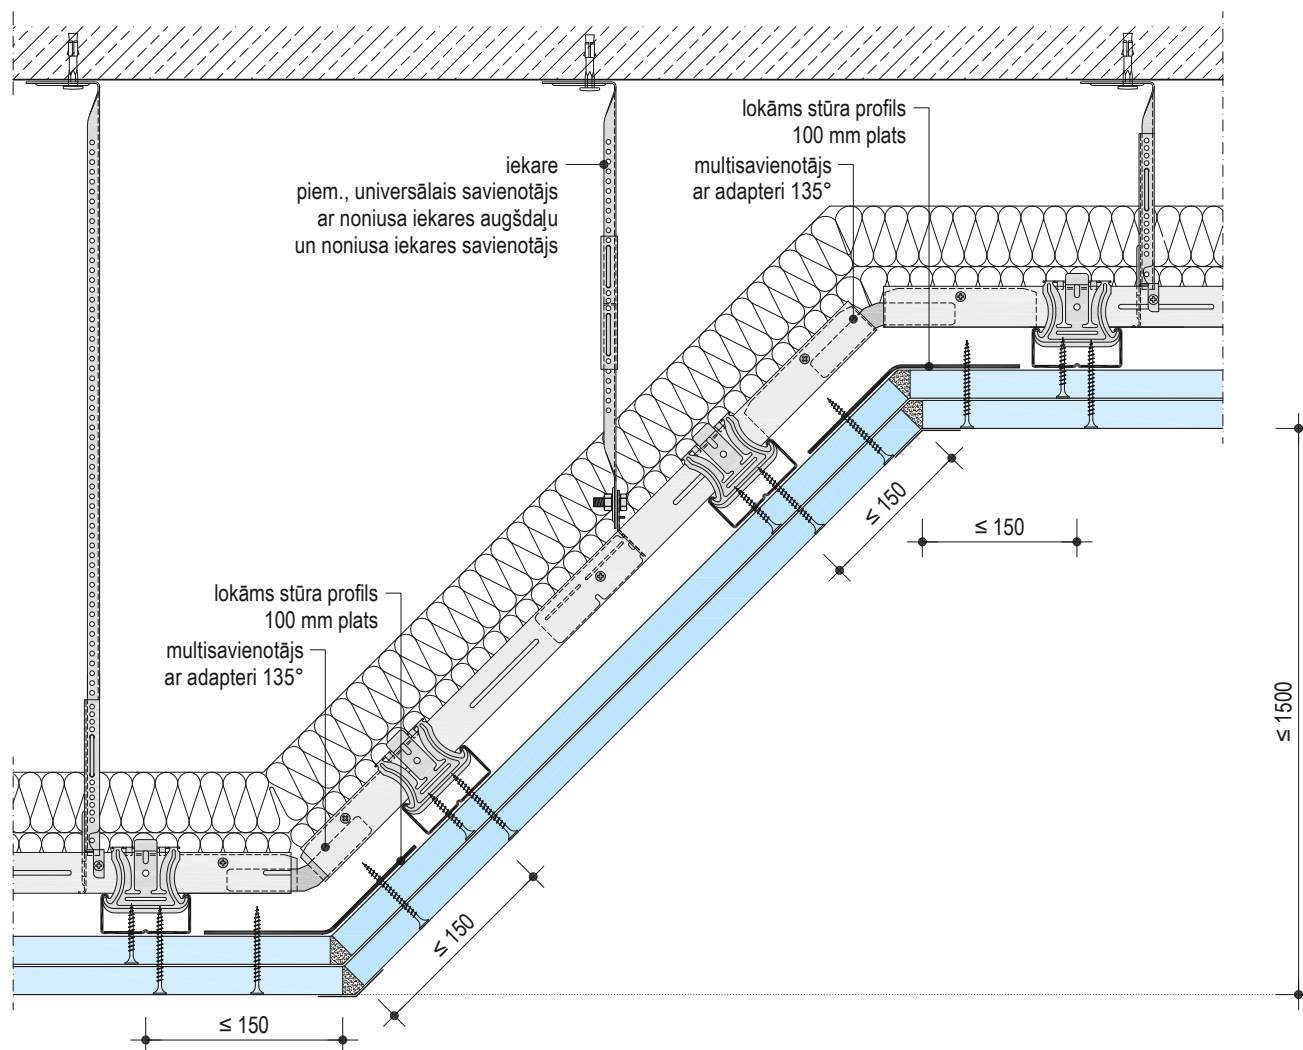 lokāms stūra profils
100 mm plats
multisavienotājs
ar adapteri 135°
iekare
piem., universālais savienotājs
ar noniusa iekares augšdaļu
un noniusa iekares savienotājs
≤ 150
≤ 150
lokāms stūra profils
100 mm plats
multisavienotājs
ar adapteri 135°
≤ 1500
≤ 150
≤ 150